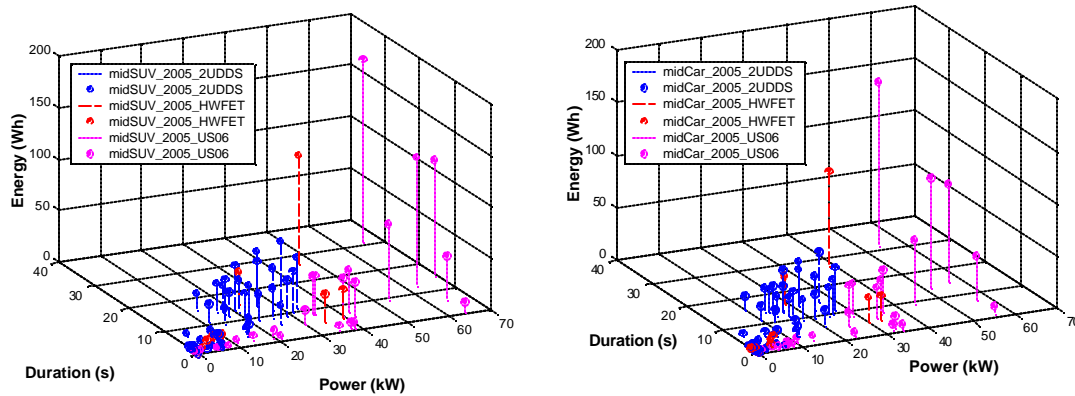 200
150
100
50
0
40
30
20
10
0
0
10
20
30
40
50
60
70
Energy (Wh)
Duration (s)
Power (kW)
midSUV_2005_2UDDS
midSUV_2005_2UDDS
midSUV_2005_HWFET
midSUV_2005_HWFET
midSUV_2005_US06
midSUV_2005_US06
200
150
100
50
0
40
30
20
10
0
0
10
20
30
40
50
60
70
Energy (Wh)
Duration (s)
Power (kW)
midCar_2005_2UDDS
midCar_2005_2UDDS
midCar_2005_HWFET
midCar_2005_HWFET
midCar_2005_US06
midCar_2005_US06